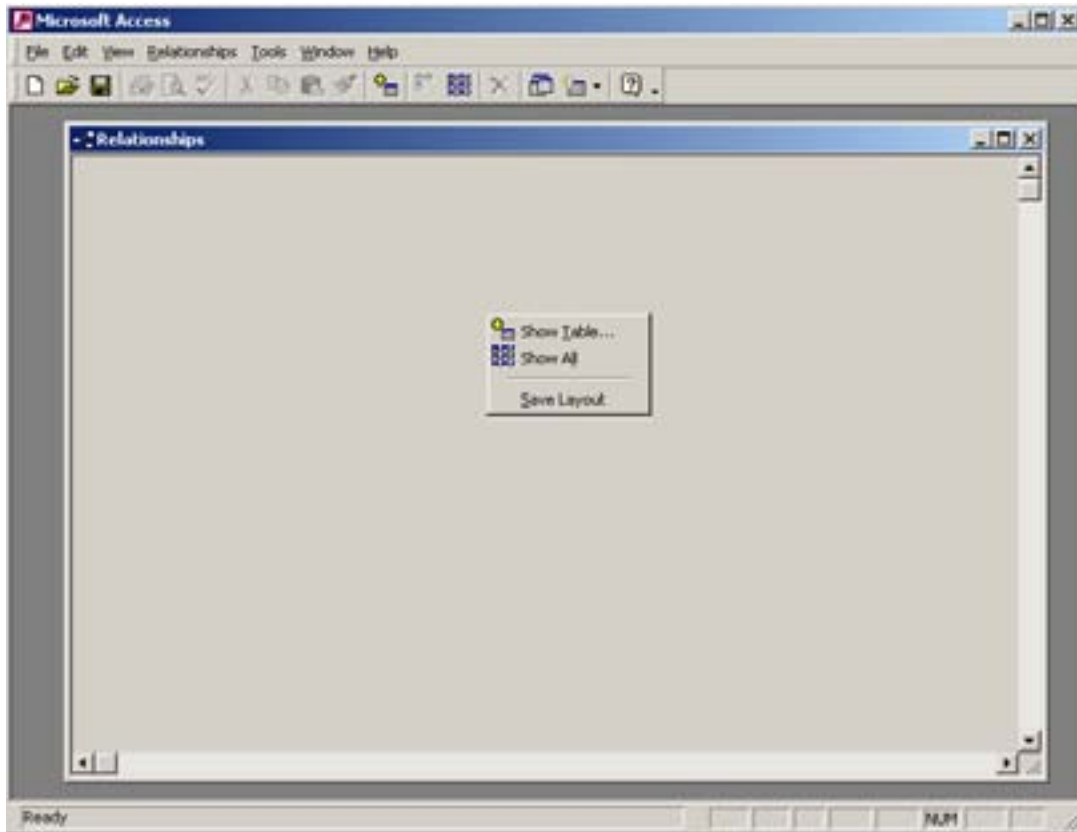 Microsoft Access
File Edit View Relationships Tools Window Help
Relationships
Show Table...
Show All
Save Layout
Ready
NUM